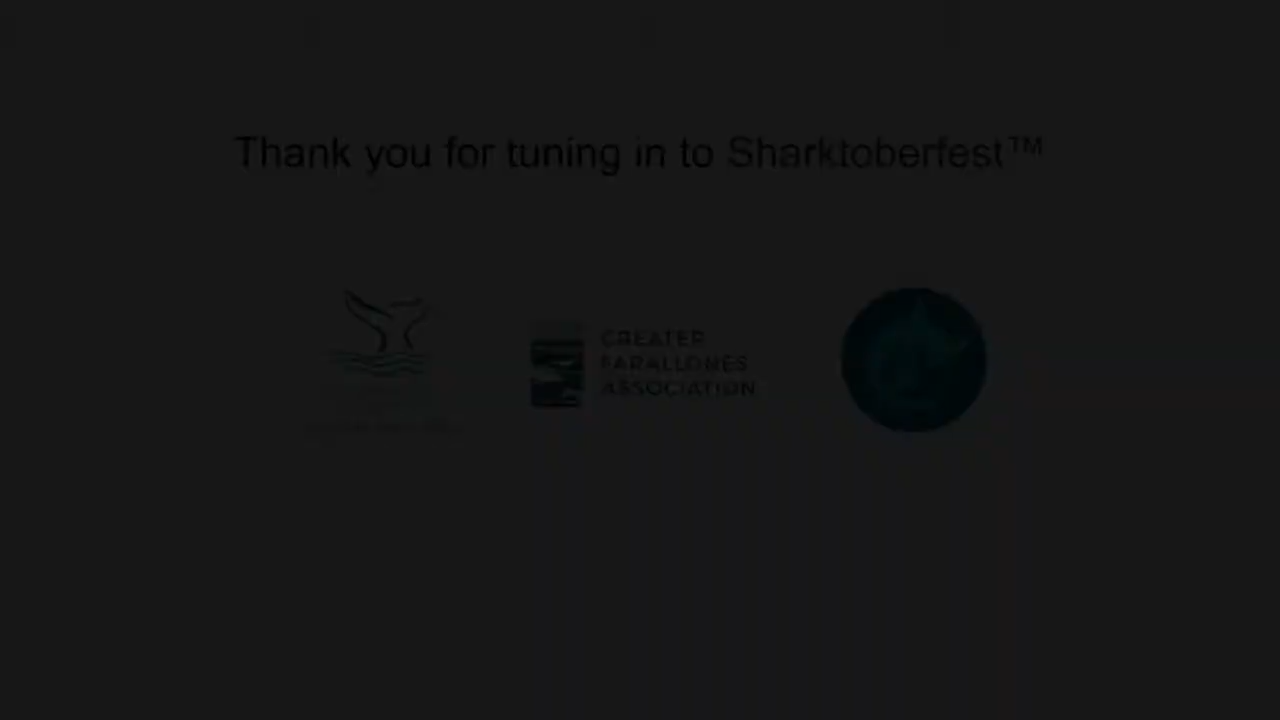 Thank you for tuning in to Sharktoberfest™
GREATER
FARALLONES
ASSOCIATION